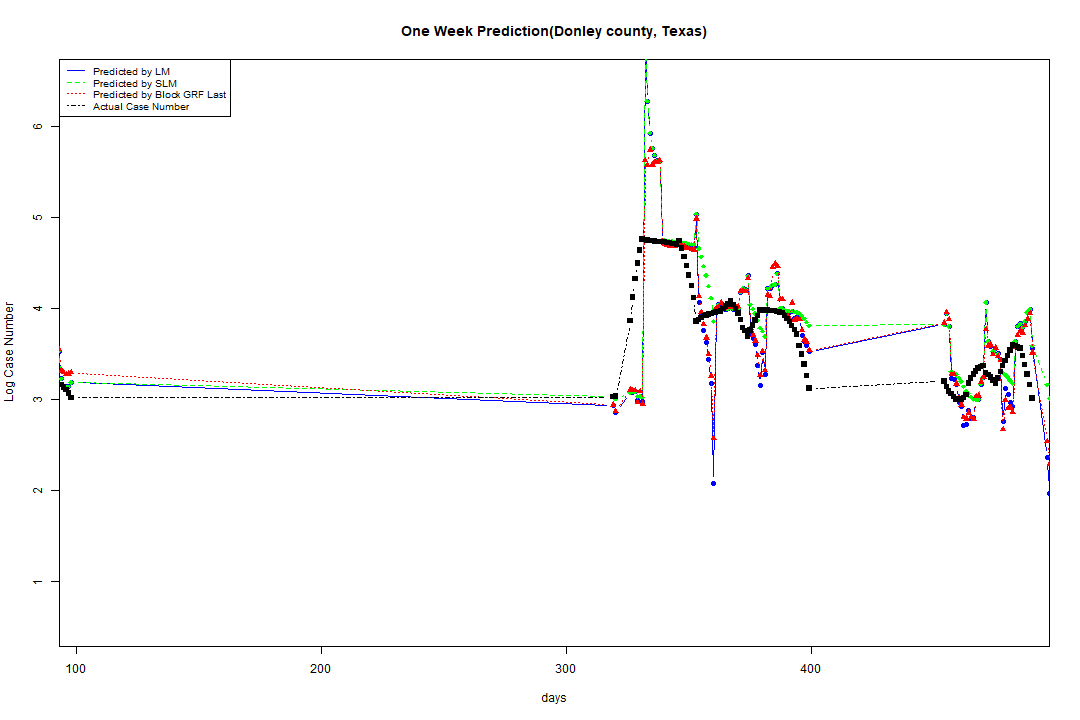 One Week Prediction(Donley county, Texas)
Predicted by LM
Predicted by SLM
Predicted by Block GRF Last
Actual Case Number
Log Case Number
6
5
4
3
2
1
100 200 300 400
days